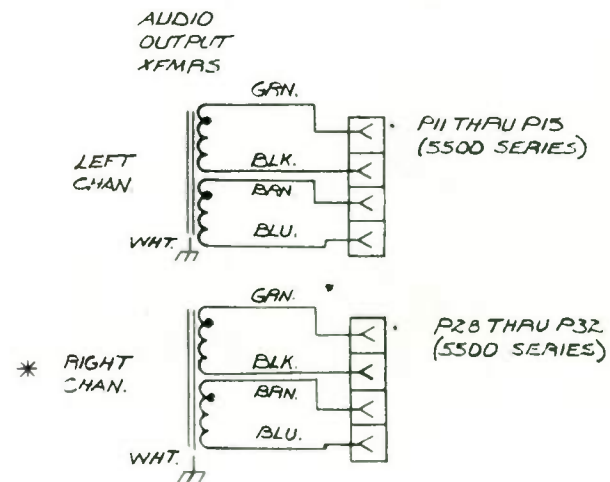 AUDIO
OUTPUT
XFMRS
GRN.
P11 THRU P15
(5500 SERIES)
LEFT
CHAN.
BLK.
BRN
BLU.
WHT.
GRN.
P28 THRU P32
(5500 SERIES)
* RIGHT
CHAN.
BLK.
BRN.
BLU.
WHT.